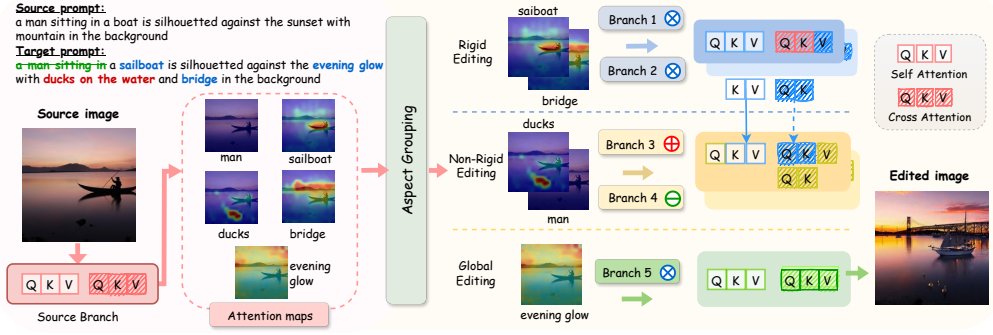 Source prompt:
a man sitting in a boat is silhouetted against the sunset with
mountain in the background
Target prompt:
a man sitting in a sailboat is silhouetted against the evening glow
with ducks on the water and bridge in the background
Source image
Q K V Q K V
Source Branch
man
sailboat
ducks
bridge
evening
glow
Attention maps
Aspect Grouping
Rigid
Editing
saiboat
bridge
Branch 1
Branch 2
Q K V Q K V
K V Q K
Non-Rigid
Editing
ducks
man
Branch 3
Branch 4
Q K V Q K V
Q K
Global
Editing
evening glow
Branch 5
Q K V Q K V
Q K V
Self Attention
Q K V
Cross Attention
Edited image